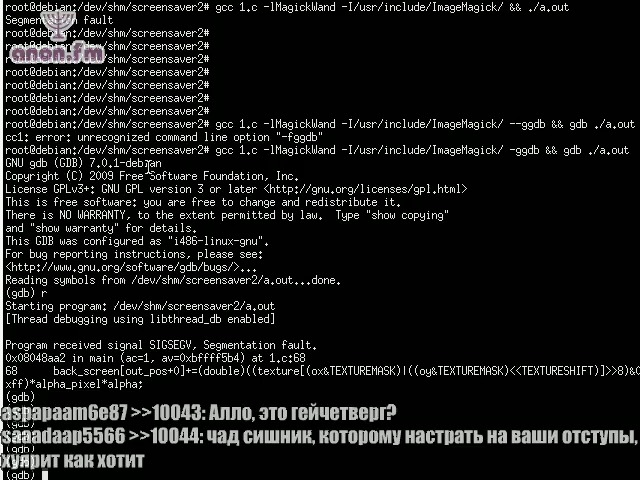 root@debian:/dev/shm/screensaver2# gcc 1.c -lMagickWand -I/usr/include/ImageMagick/ && ./a.out
Segmen fault
root@debian:/dev/shm/screensaver2#
anon.fm
root@debian:/dev/shm/screensaver2#
root@debian:/dev/shm/screensaver2#
root@debian:/dev/shm/screensaver2#
root@debian:/dev/shm/screensaver2#
root@debian:/dev/shm/screensaver2#
root@debian:/dev/shm/screensaver2#
root@debian:/dev/shm/screensaver2# gcc 1.c -lMagickWand -I/usr/include/ImageMagick/ --ggdb && gdb ./a.out
cc1: error: unrecognized command line option "-fggdb"
root@debian:/dev/shm/screensaver2# gcc 1.c -lMagickWand -I/usr/include/ImageMagick/ -ggdb && gdb ./a.out
GNU gdb (GDB) 7.0.1-debian
Copyright (C) 2009 Free Software Foundation, Inc.
License GPLv3+: GNU GPL version 3 or later <http://gnu.org/licenses/gpl.html>
This is free software: you are free to change and redistribute it.
There is NO WARRANTY, to the extent permitted by law.  Type "show copying"
and "show warranty" for details.
This GDB was configured as "i486-linux-gnu".
For bug reporting instructions, please see:
<http://www.gnu.org/software/gdb/bugs/>...
Reading symbols from /dev/shm/screensaver2/a.out...done.
(gdb) r
Starting program: /dev/shm/screensaver2/a.out
[Thread debugging using libthread_db enabled]
Program received signal SIGSEGV, Segmentation fault.
0x08048aa2 in main (ac=1, av=0xbffff5b4) at 1.c:68
68      back_screen[out_pos+0]+=(double)((texture[(ox&TEXTUREMASK)|((oy&TEXTUREMASK)<<TEXTURESHIFT)]>>8)&0
xff)*alpha_pixel*alpha;
(gdb)
(gdb)
aspapaam6e87 >>10043: Алло, это гейчетверг?
(gdb)
saaadaap5566 >>10044: чад сишник, которому настрать на ваши отступы,
хуярит как хотит
(gdb)